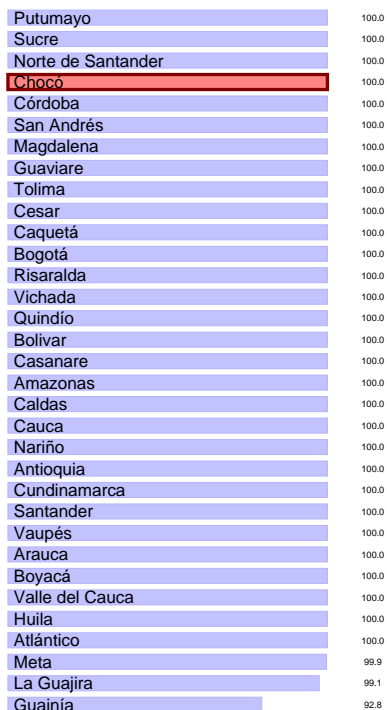 Putumayo 100.0
Sucre 100.0
Norte de Santander 100.0
Chocó 100.0
Córdoba 100.0
San Andrés 100.0
Magdalena 100.0
Guaviare 100.0
Tolima 100.0
Cesar 100.0
Caquetá 100.0
Bogotá 100.0
Risaralda 100.0
Vichada 100.0
Quindío 100.0
Bolivar 100.0
Casanare 100.0
Amazonas 100.0
Caldas 100.0
Cauca 100.0
Nariño 100.0
Antioquia 100.0
Cundinamarca 100.0
Santander 100.0
Vaupés 100.0
Arauca 100.0
Boyacá 100.0
Valle del Cauca 100.0
Huila 100.0
Atlántico 100.0
Meta 99.9
La Guajira 99.1
Guainía 92.8